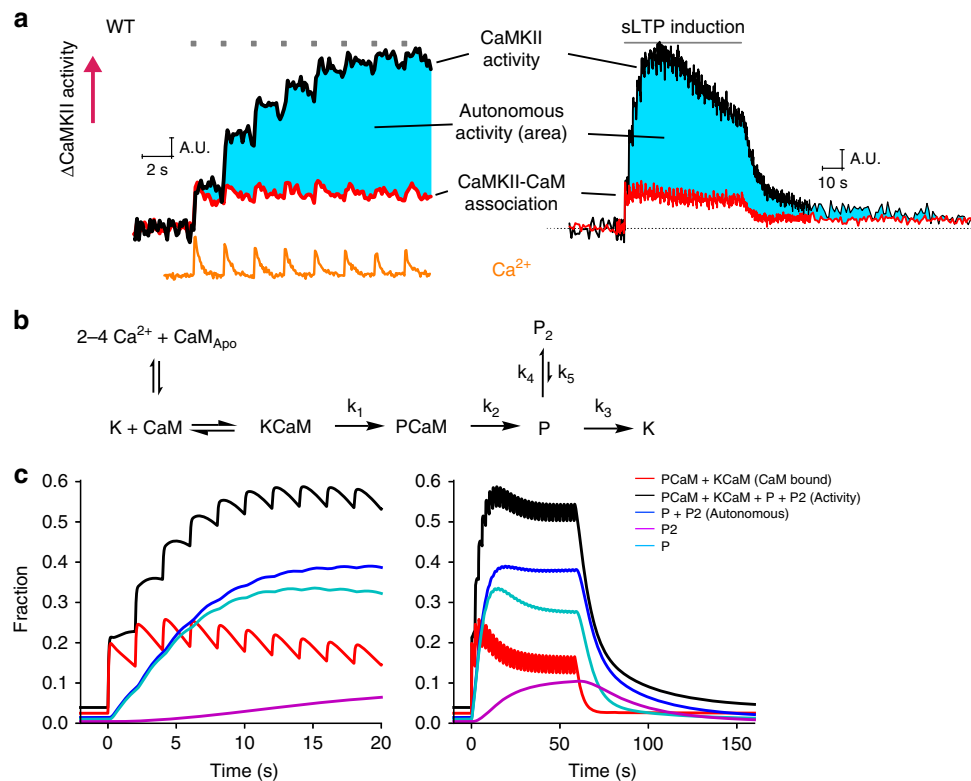 a
WT
sLTP induction
CaMKII
activity
ΔCaMKII activity
Autonomous
activity (area)
A.U.
2 s
A.U.
10 s
CaMKII-CaM
association
Ca²⁺
b
2–4 Ca²⁺ + CaM_Apo
P₂
k₄
k₅
k₁
k₂
k₃
K + CaM
KCaM
PCaM
P
K
c
0.6
0.5
0.4
0.3
0.2
0.1
0.0
Fraction
0
5
10
15
20
Time (s)
0.6
0.5
0.4
0.3
0.2
0.1
0.0
0
50
100
150
Time (s)
PCaM + KCaM (CaM bound)
PCaM + KCaM + P + P2 (Activity)
P + P2 (Autonomous)
P2
P